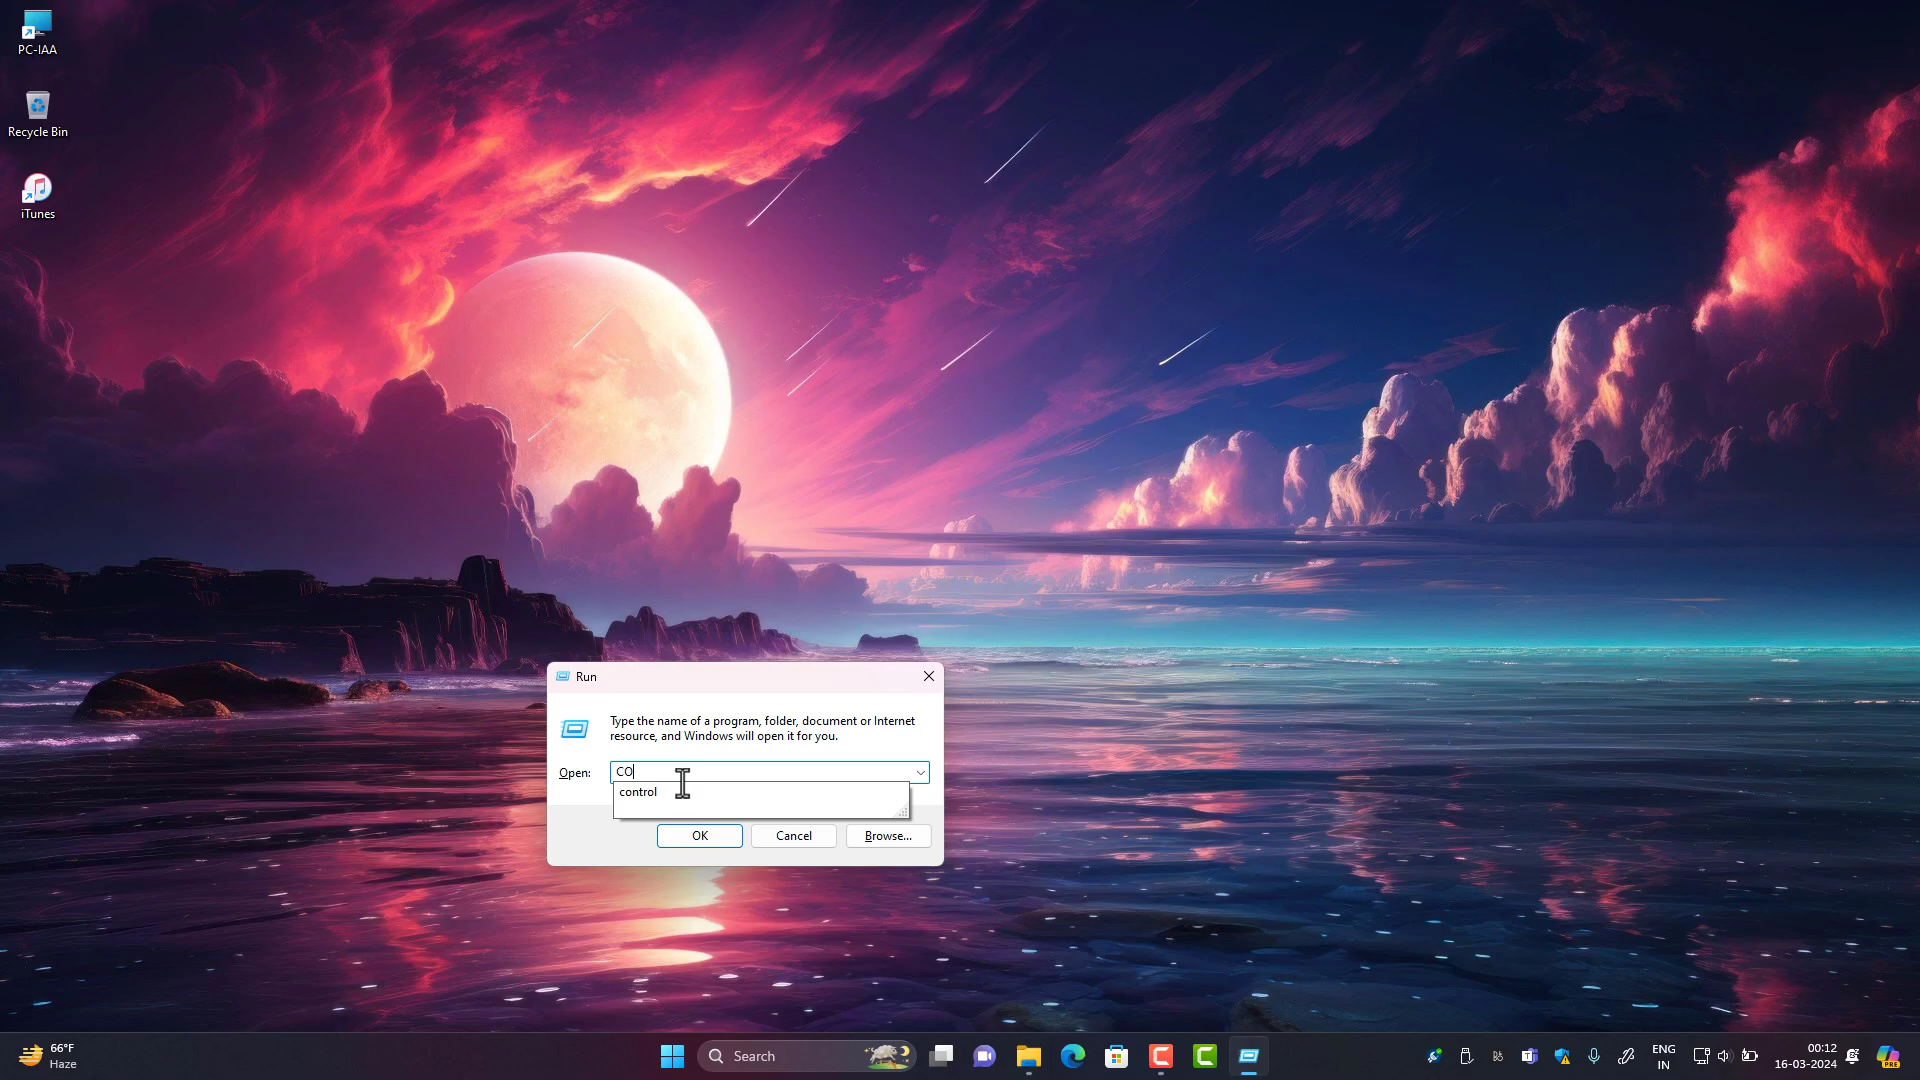 PC-IAA
Recycle Bin
iTunes
Run
Type the name of a program, folder, document or Internet
resource, and Windows will open it for you.
Open:
CO
control
OK
Cancel
Browse...
66°F
Haze
Search
ENG
IN
00:12
16-03-2024
PRE